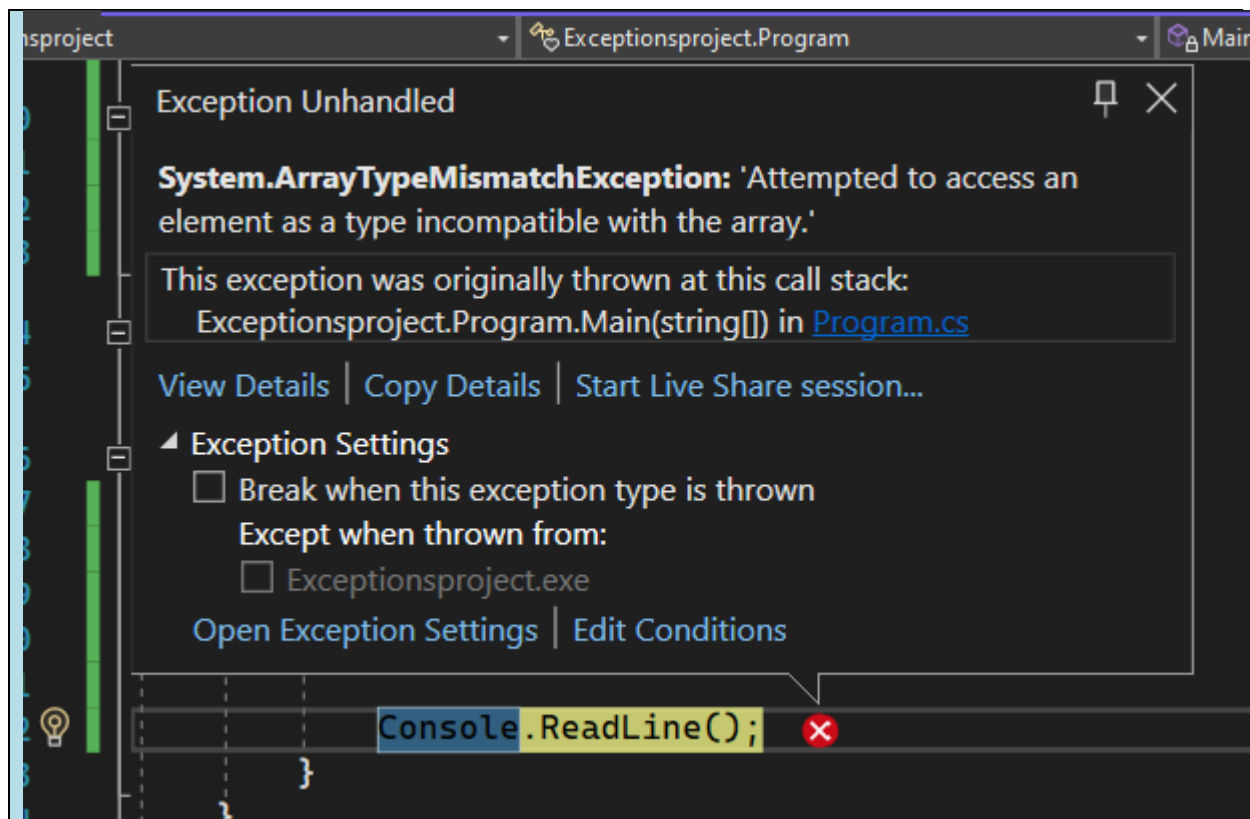 nsproject Exceptionsproject.Program Main
Exception Unhandled
System.ArrayTypeMismatchException: 'Attempted to access an
element as a type incompatible with the array.'
This exception was originally thrown at this call stack:
Exceptionsproject.Program.Main(string[]) in Program.cs
View Details | Copy Details | Start Live Share session...
Exception Settings
Break when this exception type is thrown
Except when thrown from:
Exceptionsproject.exe
Open Exception Settings | Edit Conditions
Console.ReadLine();
}
}